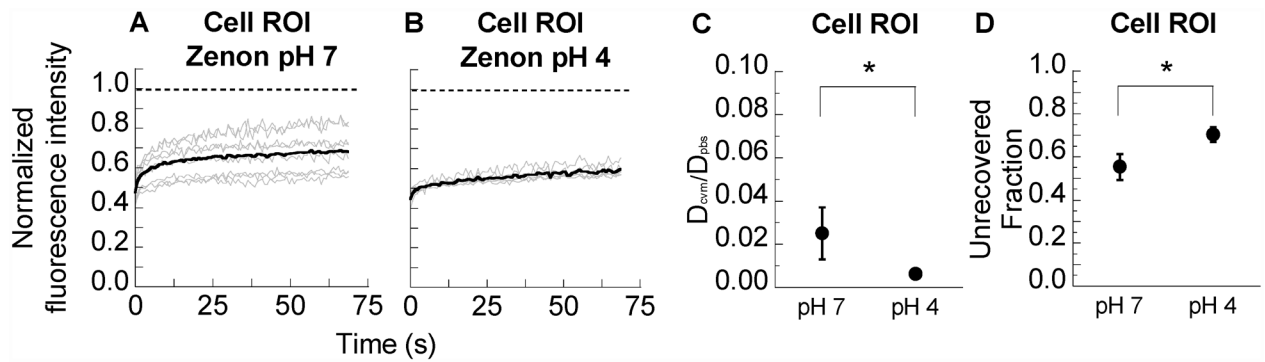 A Cell ROI
Zenon pH 7
B Cell ROI
Zenon pH 4
C Cell ROI
D Cell ROI
Normalized
fluorescence intensity
1.0
0.8
0.6
0.4
0.2
0.0
0 25 50 75
0 25 50 75
Time (s)
Dcvm/Dpbs
0.10
0.08
0.06
0.04
0.02
0.00
*
pH 7 pH 4
Unrecovered
Fraction
1.0
0.8
0.6
0.4
0.2
0.0
*
pH 7 pH 4